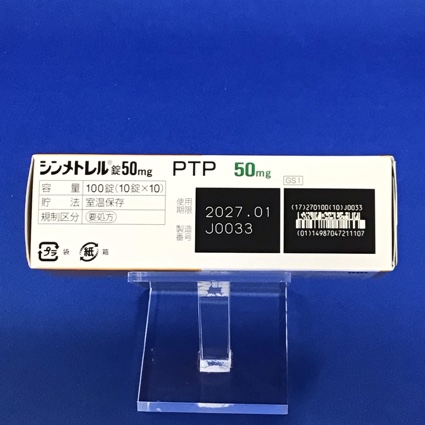 シンメトレル®錠50mg PTP 50mg
容量 100錠(10錠×10)
貯法 室温保存
規制区分 要処方
プラ 袋 紙 箱
使用期限 2027.01
製造番号 J0033
GS1
(17)270100(10)J0033
(01)14987047211107